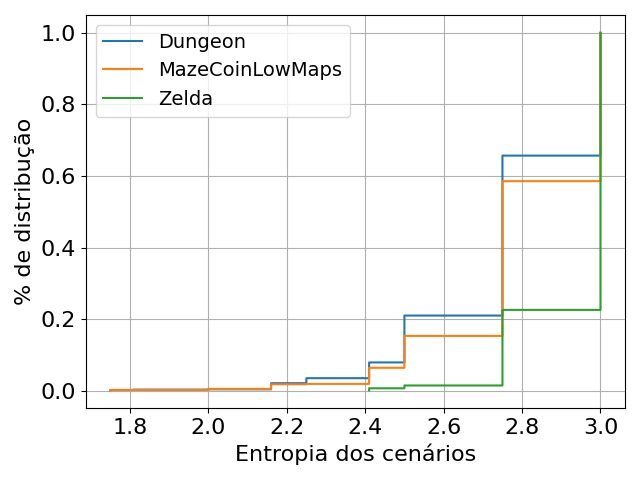 1.0
0.8
0.6
0.4
0.2
0.0
% de distribução
Dungeon
MazeCoinLowMaps
Zelda
1.8 2.0 2.2 2.4 2.6 2.8 3.0
Entropia dos cenários